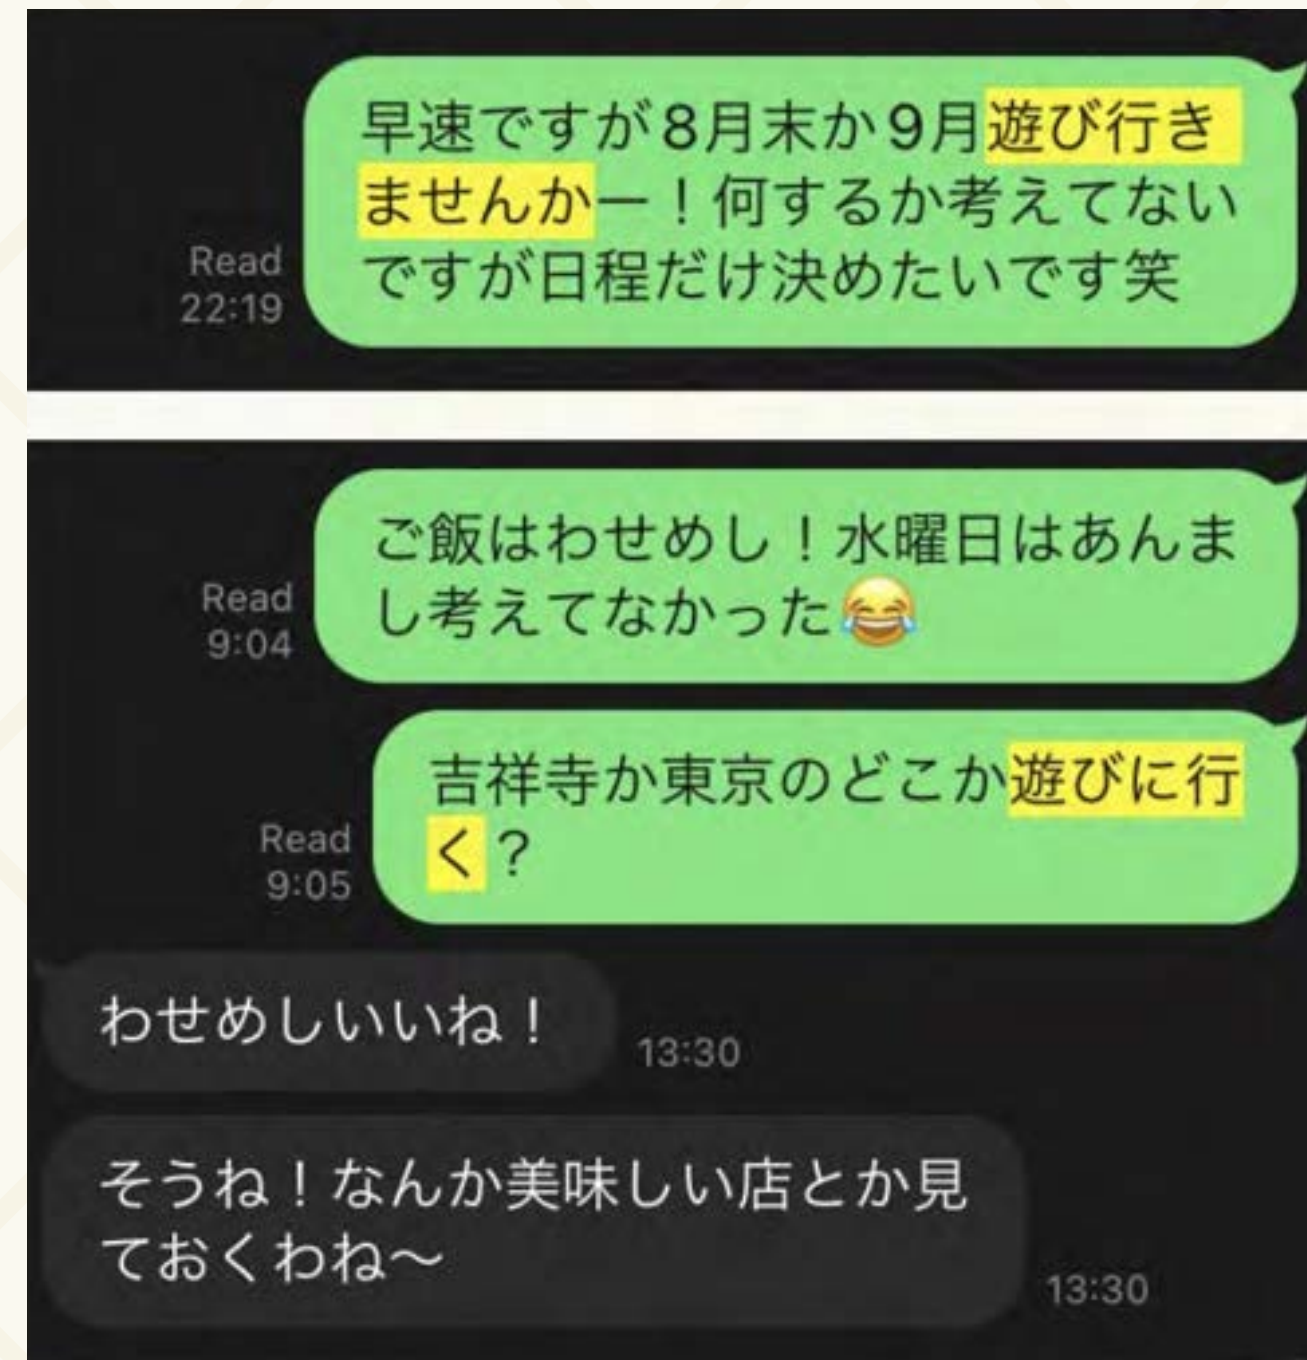 早速ですが8月末か9月遊び行き
ませんかー！何するか考えてない
ですが日程だけ決めたいです笑
Read
22:19
ご飯はわせめし！水曜日はあんま
し考えてなかった😂
Read
9:04
吉祥寺か東京のどこか遊びに行
く？
Read
9:05
わせめしいいね！
13:30
そうね！なんか美味しい店とか見
ておくわね〜
13:30